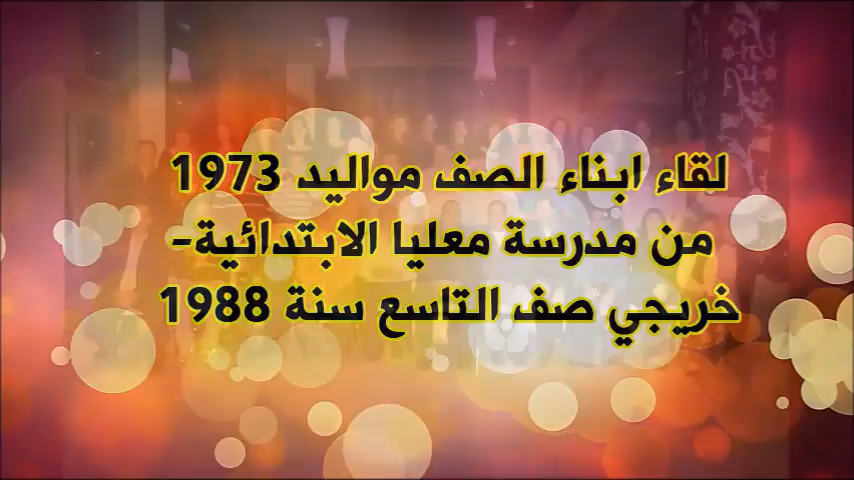 لقاء ابناء الصف مواليد 1973
من مدرسة معليا الابتدائية-
خريجي صف التاسع سنة 1988